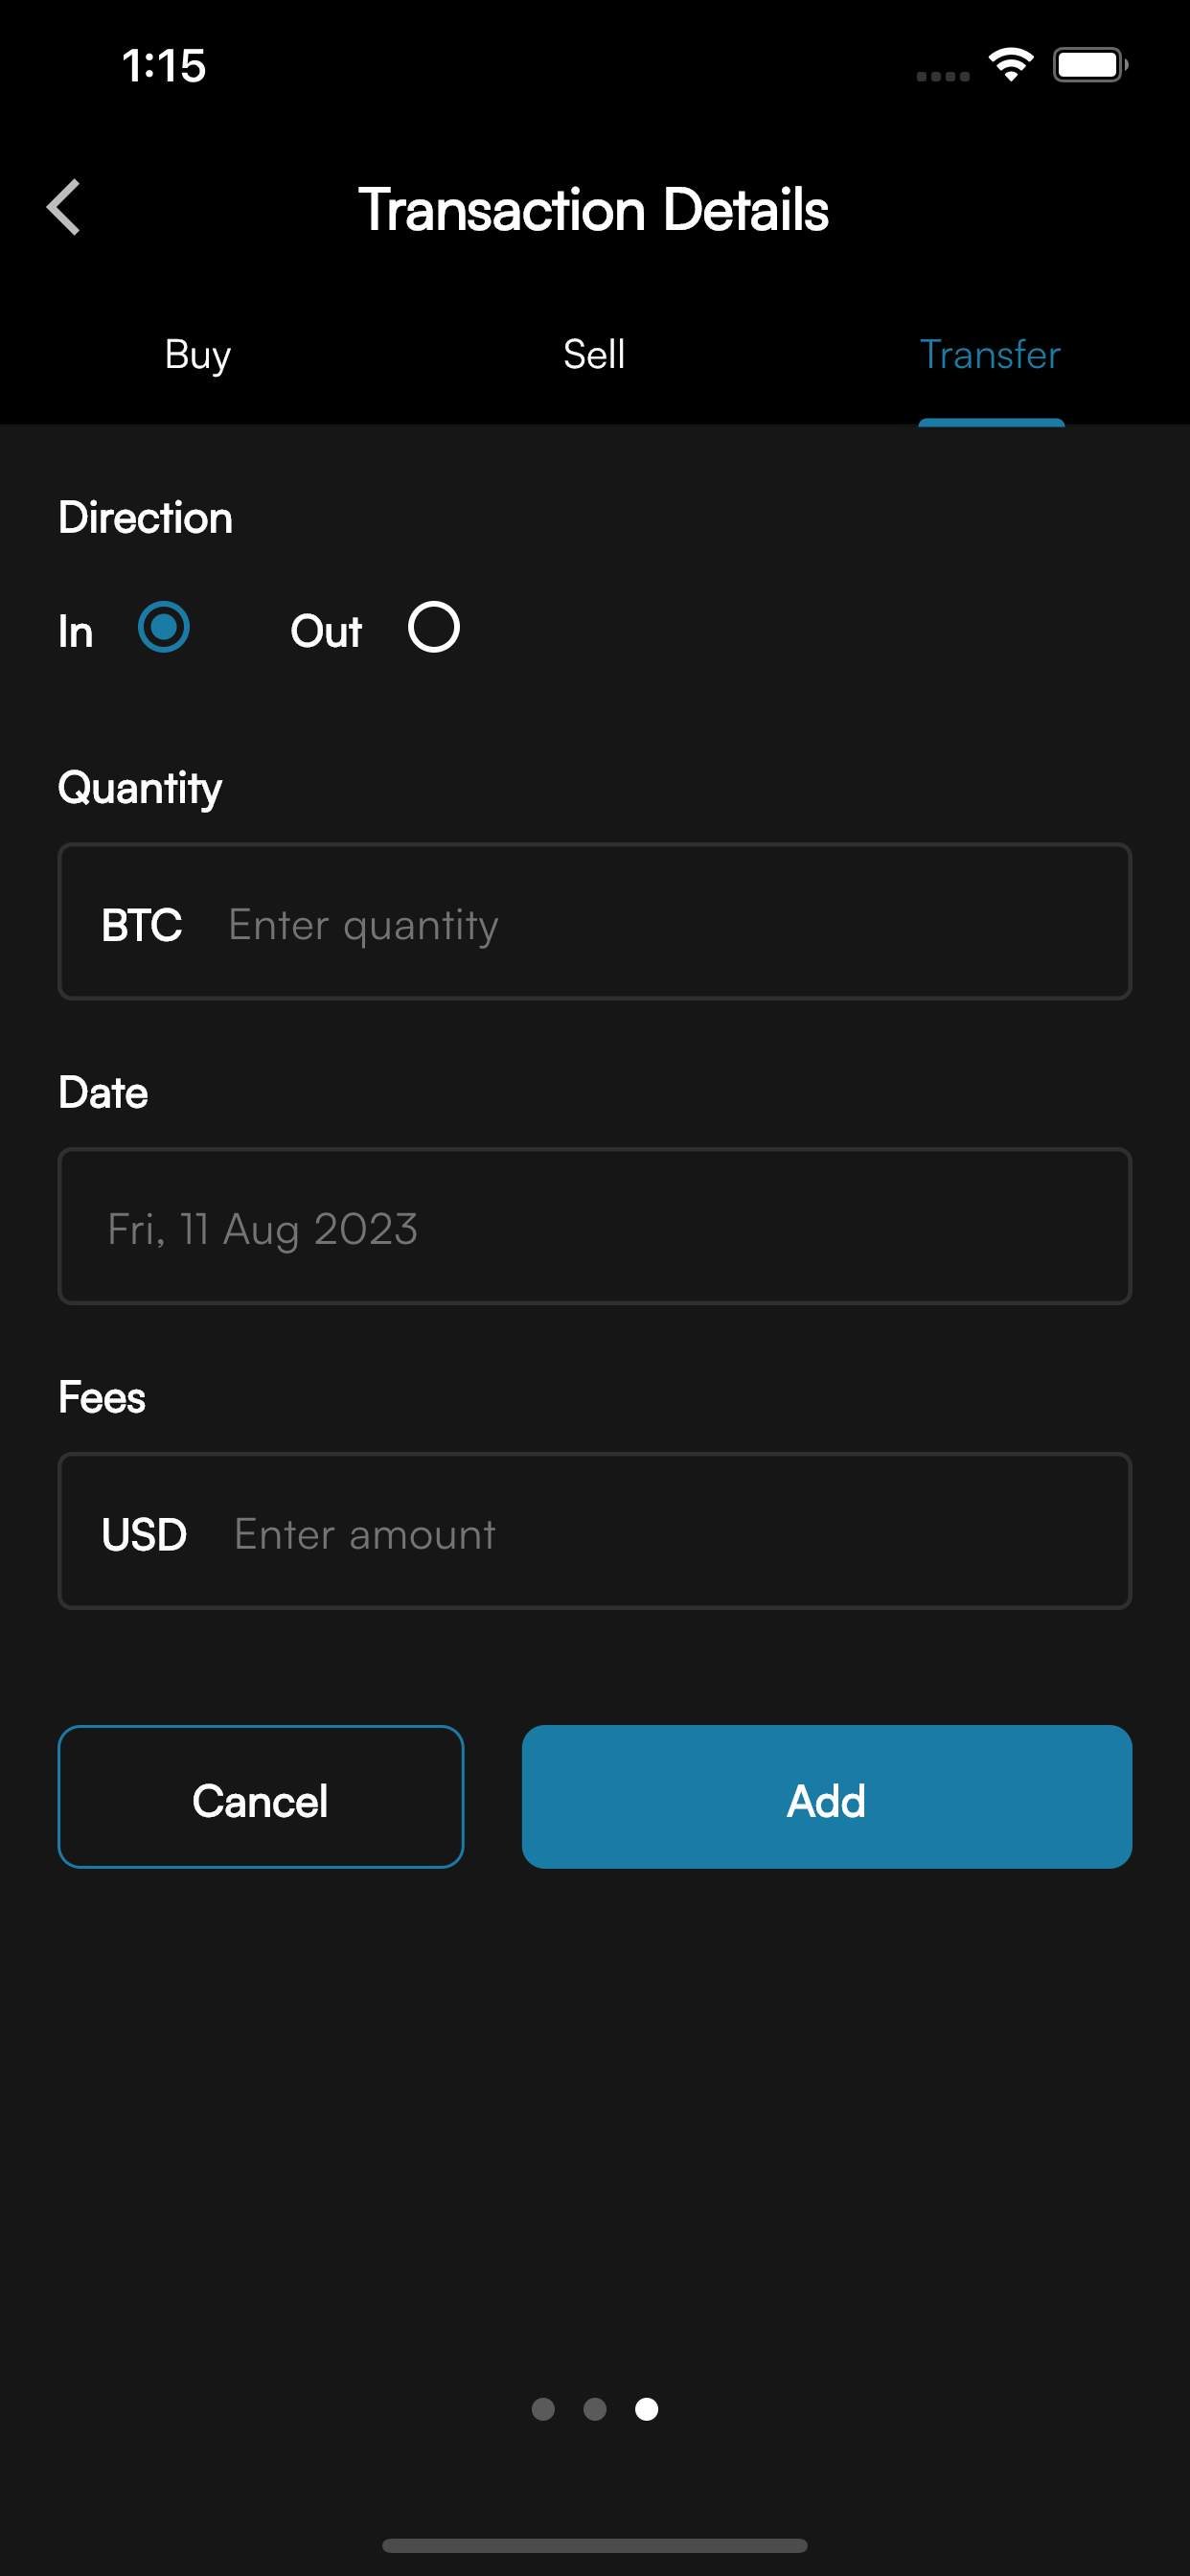 1:15
Transaction Details
Buy Sell Transfer
Direction
In Out
Quantity
BTC Enter quantity
Date
Fri, 11 Aug 2023
Fees
USD Enter amount
Cancel Add